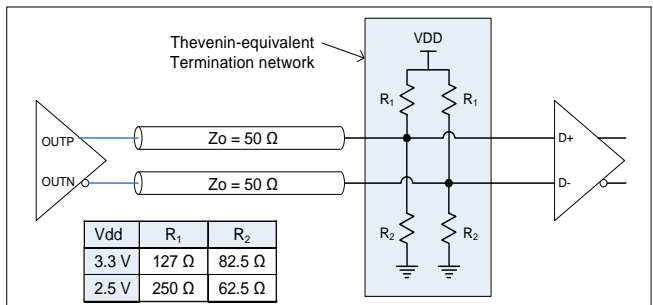 Thevenin-equivalent
Termination network
VDD
R1 R1
OUTP
Zo = 50 Ω
D+
OUTN
Zo = 50 Ω
D-
R2 R2
Vdd R1 R2
3.3 V 127 Ω 82.5 Ω
2.5 V 250 Ω 62.5 Ω